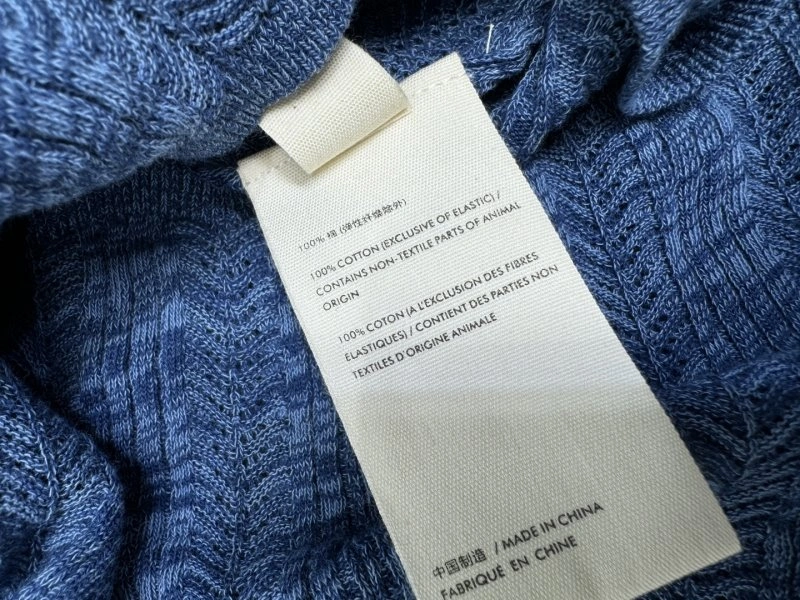 100% 棉 (弹性纤维除外)
100% COTTON (EXCLUSIVE OF ELASTIC) /
CONTAINS NON-TEXTILE PARTS OF ANIMAL
ORIGIN
100% COTON (A L'EXCLUSION DES FIBRES
ELASTIQUES) / CONTIENT DES PARTIES NON
TEXTILES D'ORIGINE ANIMALE
中国制造 / MADE IN CHINA
FABRIQUÉ EN CHINE